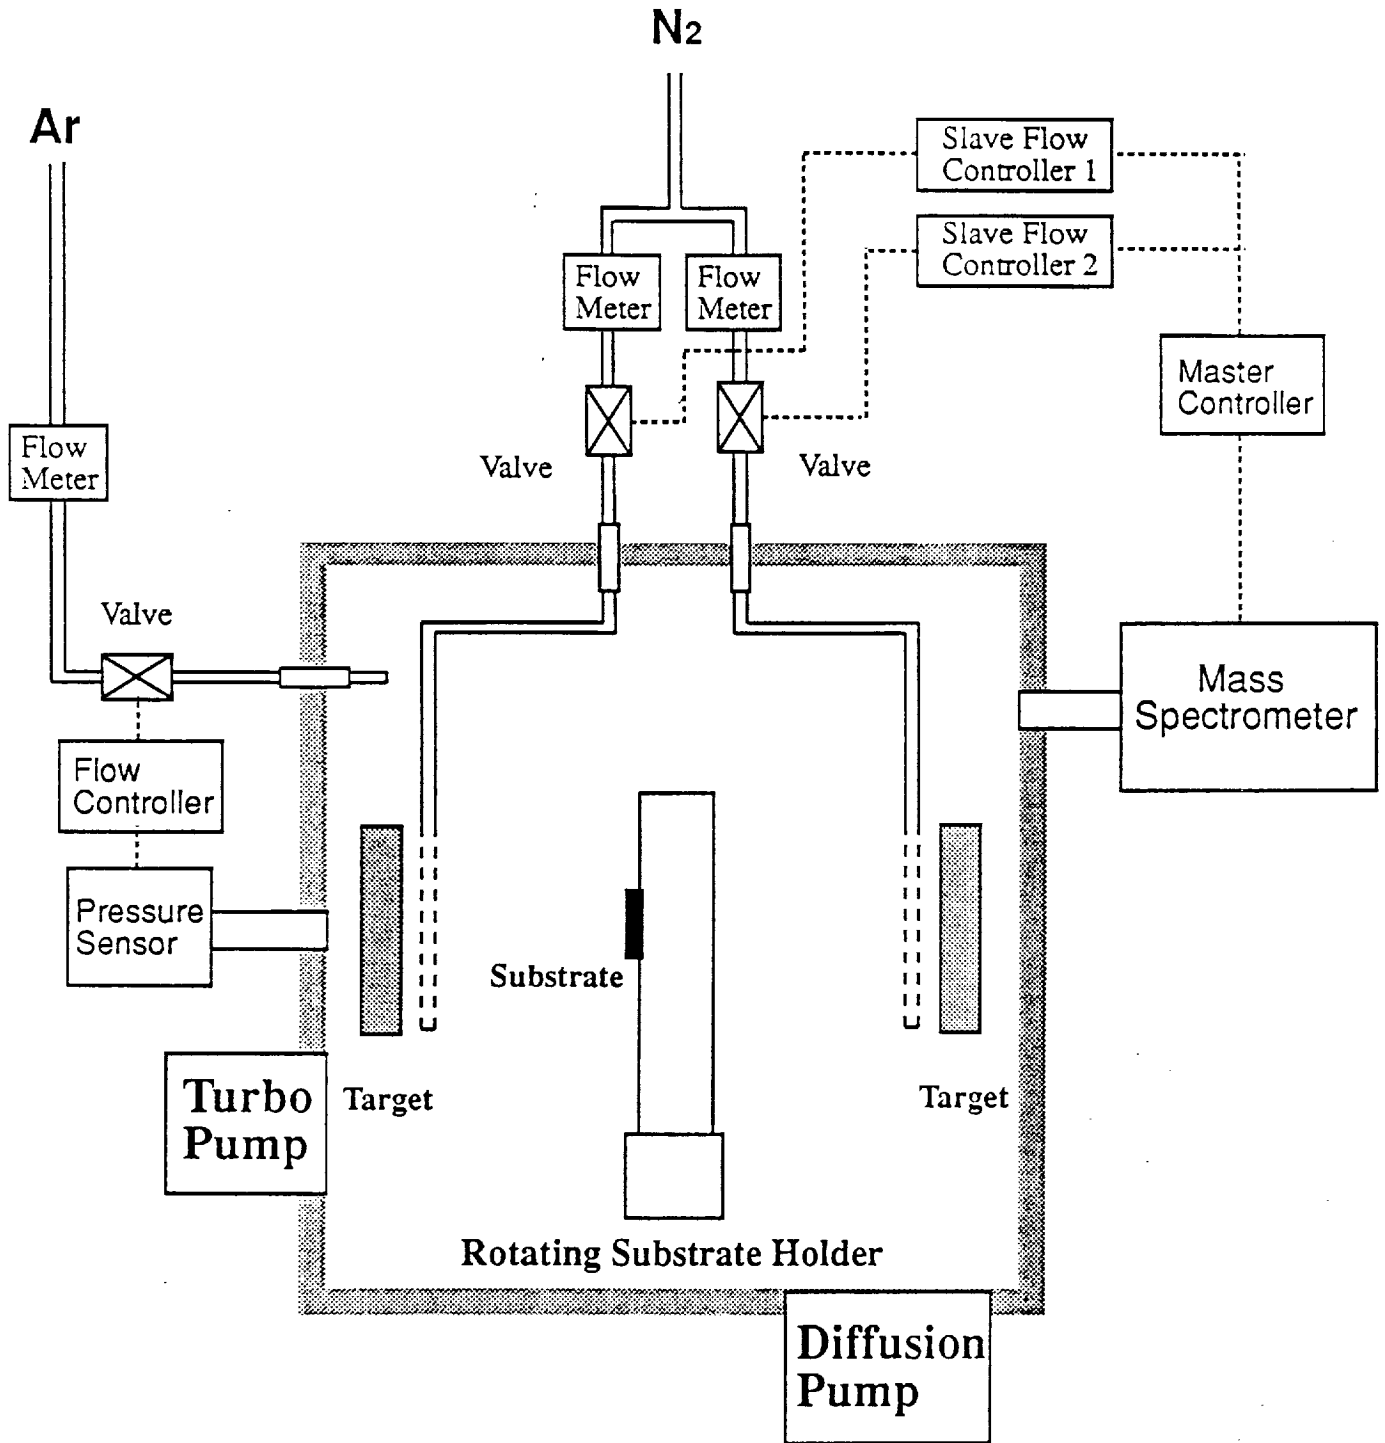 N2
Ar
Slave Flow
Controller 1
Slave Flow
Controller 2
Flow
Meter
Flow
Meter
Master
Controller
Flow
Meter
Valve
Valve
Valve
Mass
Spectrometer
Flow
Controller
Pressure
Sensor
Substrate
Turbo
Pump
Target
Target
Rotating Substrate Holder
Diffusion
Pump